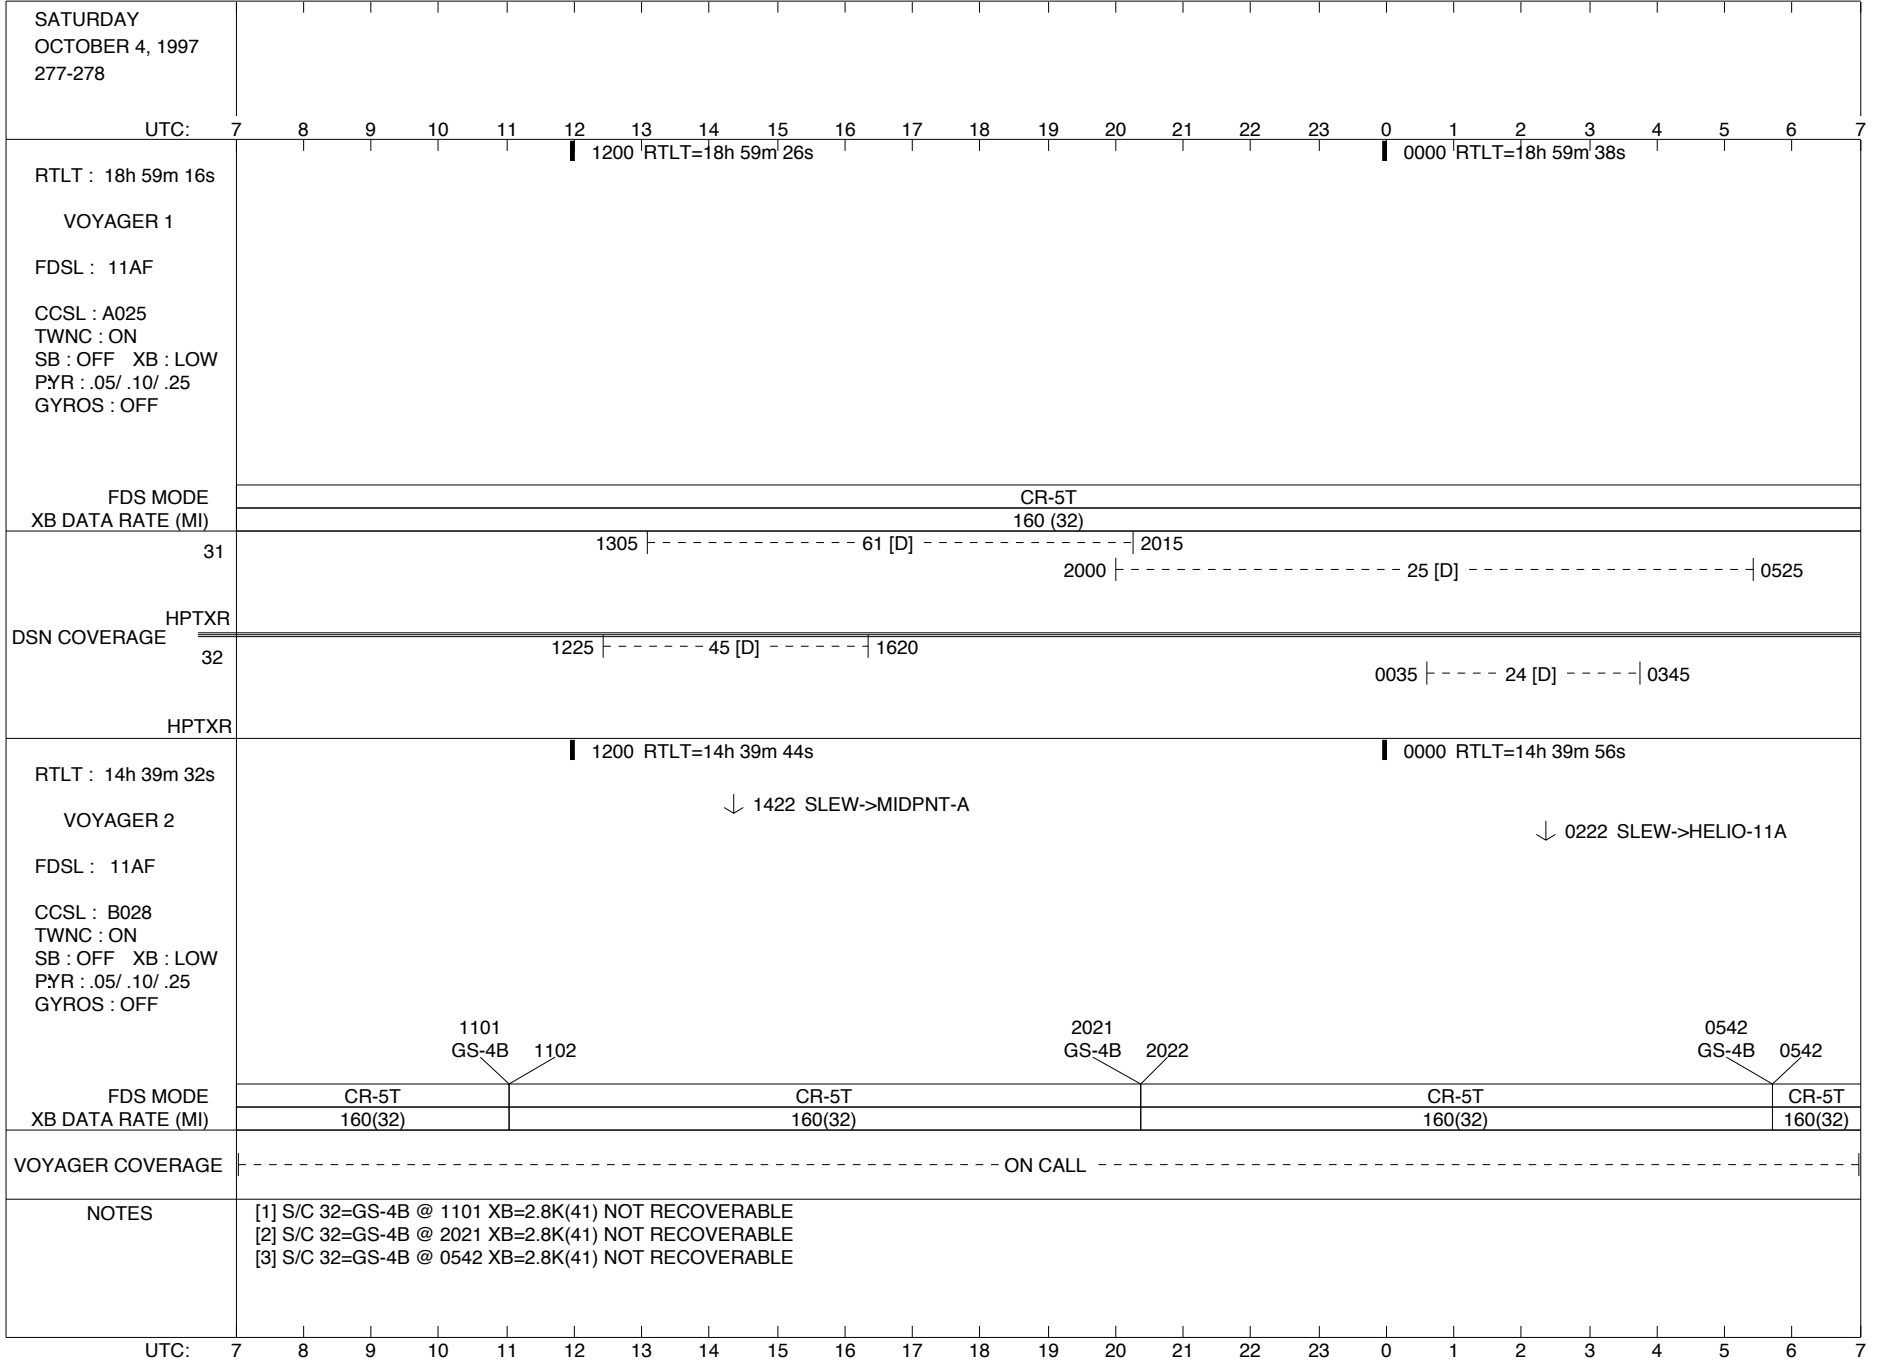 SATURDAY
OCTOBER 4, 1997
277-278
UTC: 7 8 9 10 11 12 13 14 15 16 17 18 19 20 21 22 23 0 1 2 3 4 5 6 7
1200 RTLT=18h 59m 26s 0000 RTLT=18h 59m 38s
RTLT : 18h 59m 16s
VOYAGER 1
FDSL : 11AF
CCSL : A025
TWNC : ON
SB : OFF XB : LOW
P:YR : .05/ .10/ .25
GYROS : OFF
FDS MODE CR-5T
XB DATA RATE (MI) 160 (32)
31 1305 61 [D] 2015
2000 25 [D] 0525
HPTXR
DSN COVERAGE
32 1225 45 [D] 1620
0035 24 [D] 0345
HPTXR
1200 RTLT=14h 39m 44s 0000 RTLT=14h 39m 56s
RTLT : 14h 39m 32s
1422 SLEW->MIDPNT-A
VOYAGER 2
0222 SLEW->HELIO-11A
FDSL : 11AF
CCSL : B028
TWNC : ON
SB : OFF XB : LOW
P:YR : .05/ .10/ .25
GYROS : OFF
1101 2021 0542
GS-4B 1102 GS-4B 2022 GS-4B 0542
FDS MODE CR-5T CR-5T CR-5T CR-5T
XB DATA RATE (MI) 160(32) 160(32) 160(32) 160(32)
VOYAGER COVERAGE ON CALL
NOTES [1] S/C 32=GS-4B @ 1101 XB=2.8K(41) NOT RECOVERABLE
[2] S/C 32=GS-4B @ 2021 XB=2.8K(41) NOT RECOVERABLE
[3] S/C 32=GS-4B @ 0542 XB=2.8K(41) NOT RECOVERABLE
UTC: 7 8 9 10 11 12 13 14 15 16 17 18 19 20 21 22 23 0 1 2 3 4 5 6 7